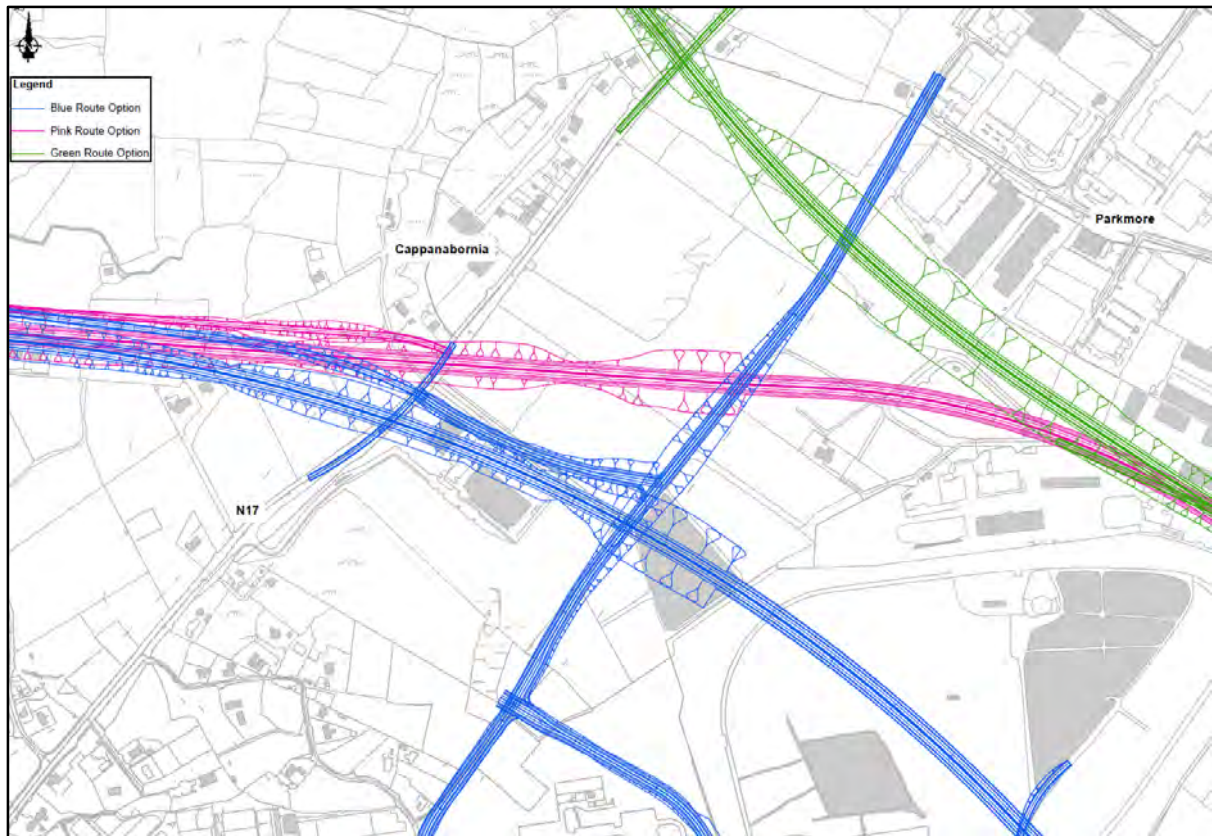 Legend
Blue Route Option
Pink Route Option
Green Route Option
Parkmore
Cappanabornia
N17